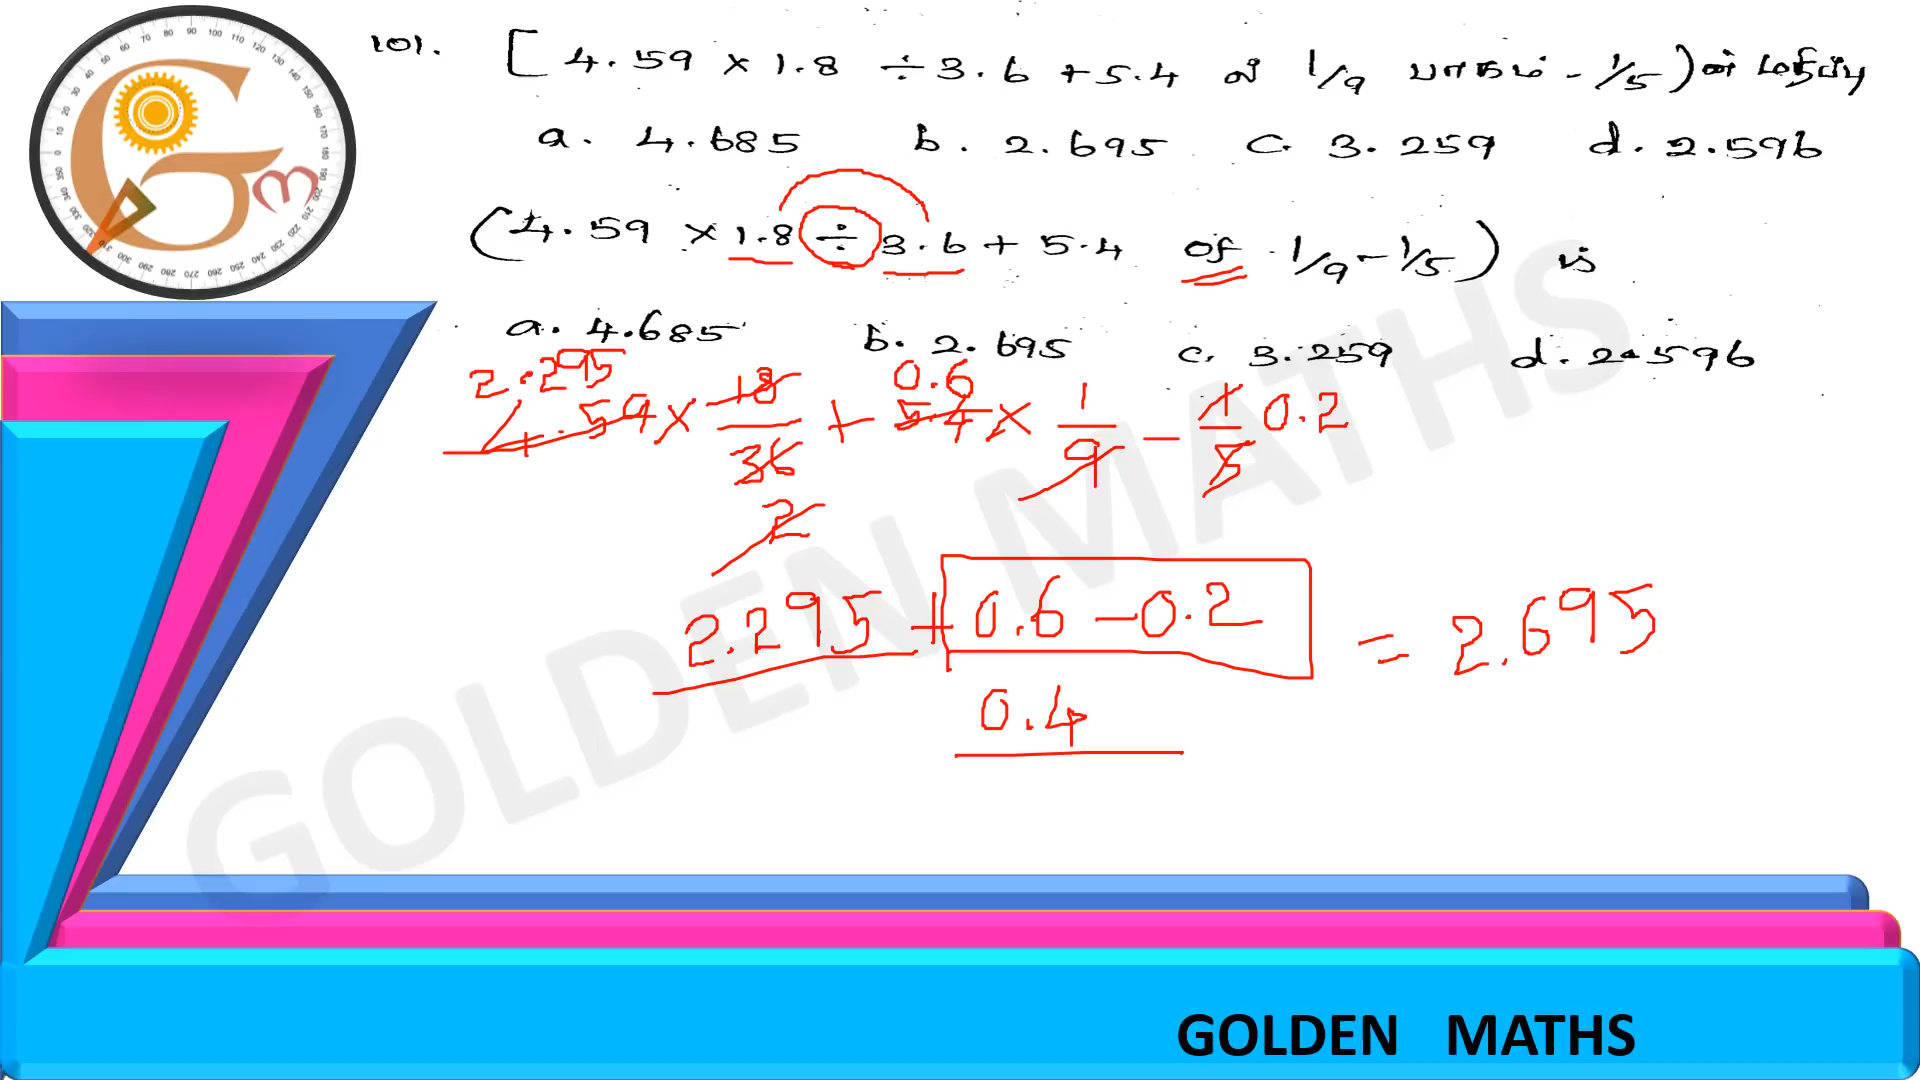 101. [4.59 × 1.8 ÷ 3.6 + 5.4 ல் 1/9 பாகம் - 1/5) ன் மதிப்பு
a. 4.685 b. 2.695 c. 3.259 d. 2.596
(4.59 × 1.8 ÷ 3.6 + 5.4 of 1/9 - 1/5) is
a. 4.685 b. 2.695 c. 3.259 d. 2.596
2.295 0.6
4.59 × 18/36 + 5.4 × 1/9 - 1/5 0.2
2
2.295 + 0.6 - 0.2 = 2.695
0.4
GOLDEN MATHS
GOLDEN MATHS